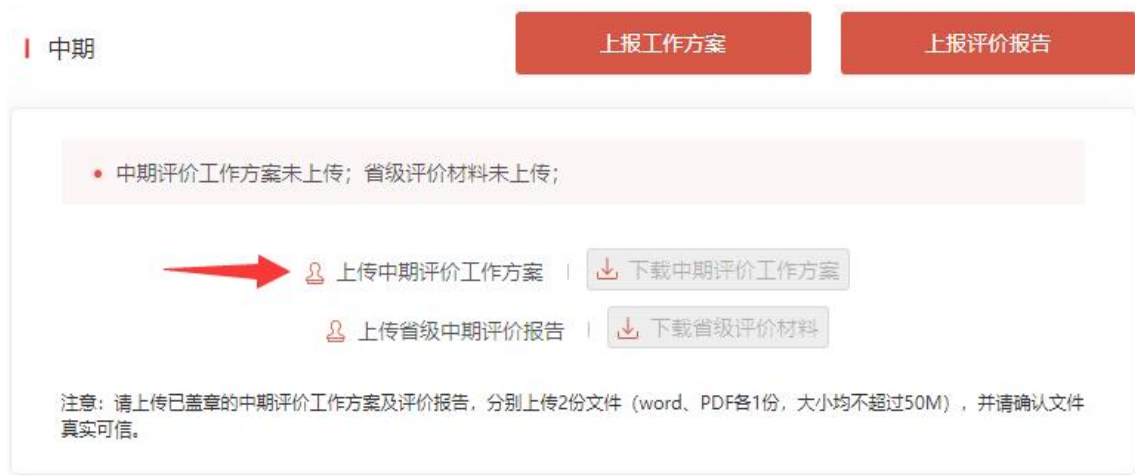 中期
上报工作方案
上报评价报告
中期评价工作方案未上传；省级评价材料未上传；
上传中期评价工作方案
下载中期评价工作方案
上传省级中期评价报告
下载省级评价材料
注意：请上传已盖章的中期评价工作方案及评价报告，分别上传2份文件（word、PDF各1份，大小均不超过50M），并请确认文件
真实可信。